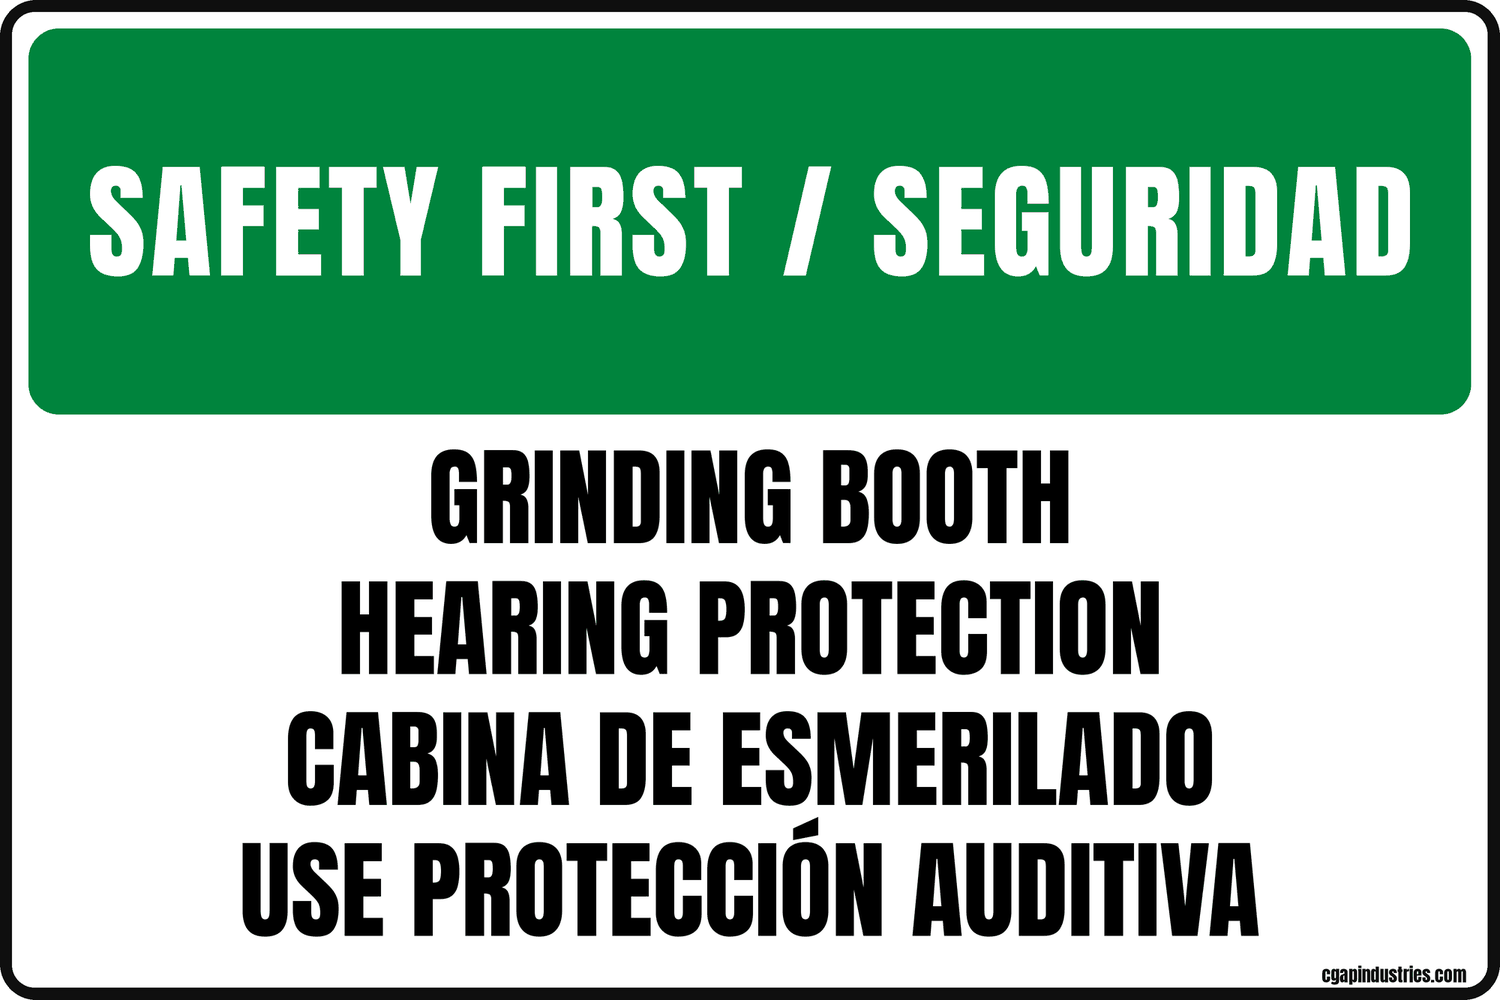 SAFETY FIRST / SEGURIDAD
GRINDING BOOTH
HEARING PROTECTION
CABINA DE ESMERILADO
USE PROTECCIÓN AUDITIVA
cgapindustries.com